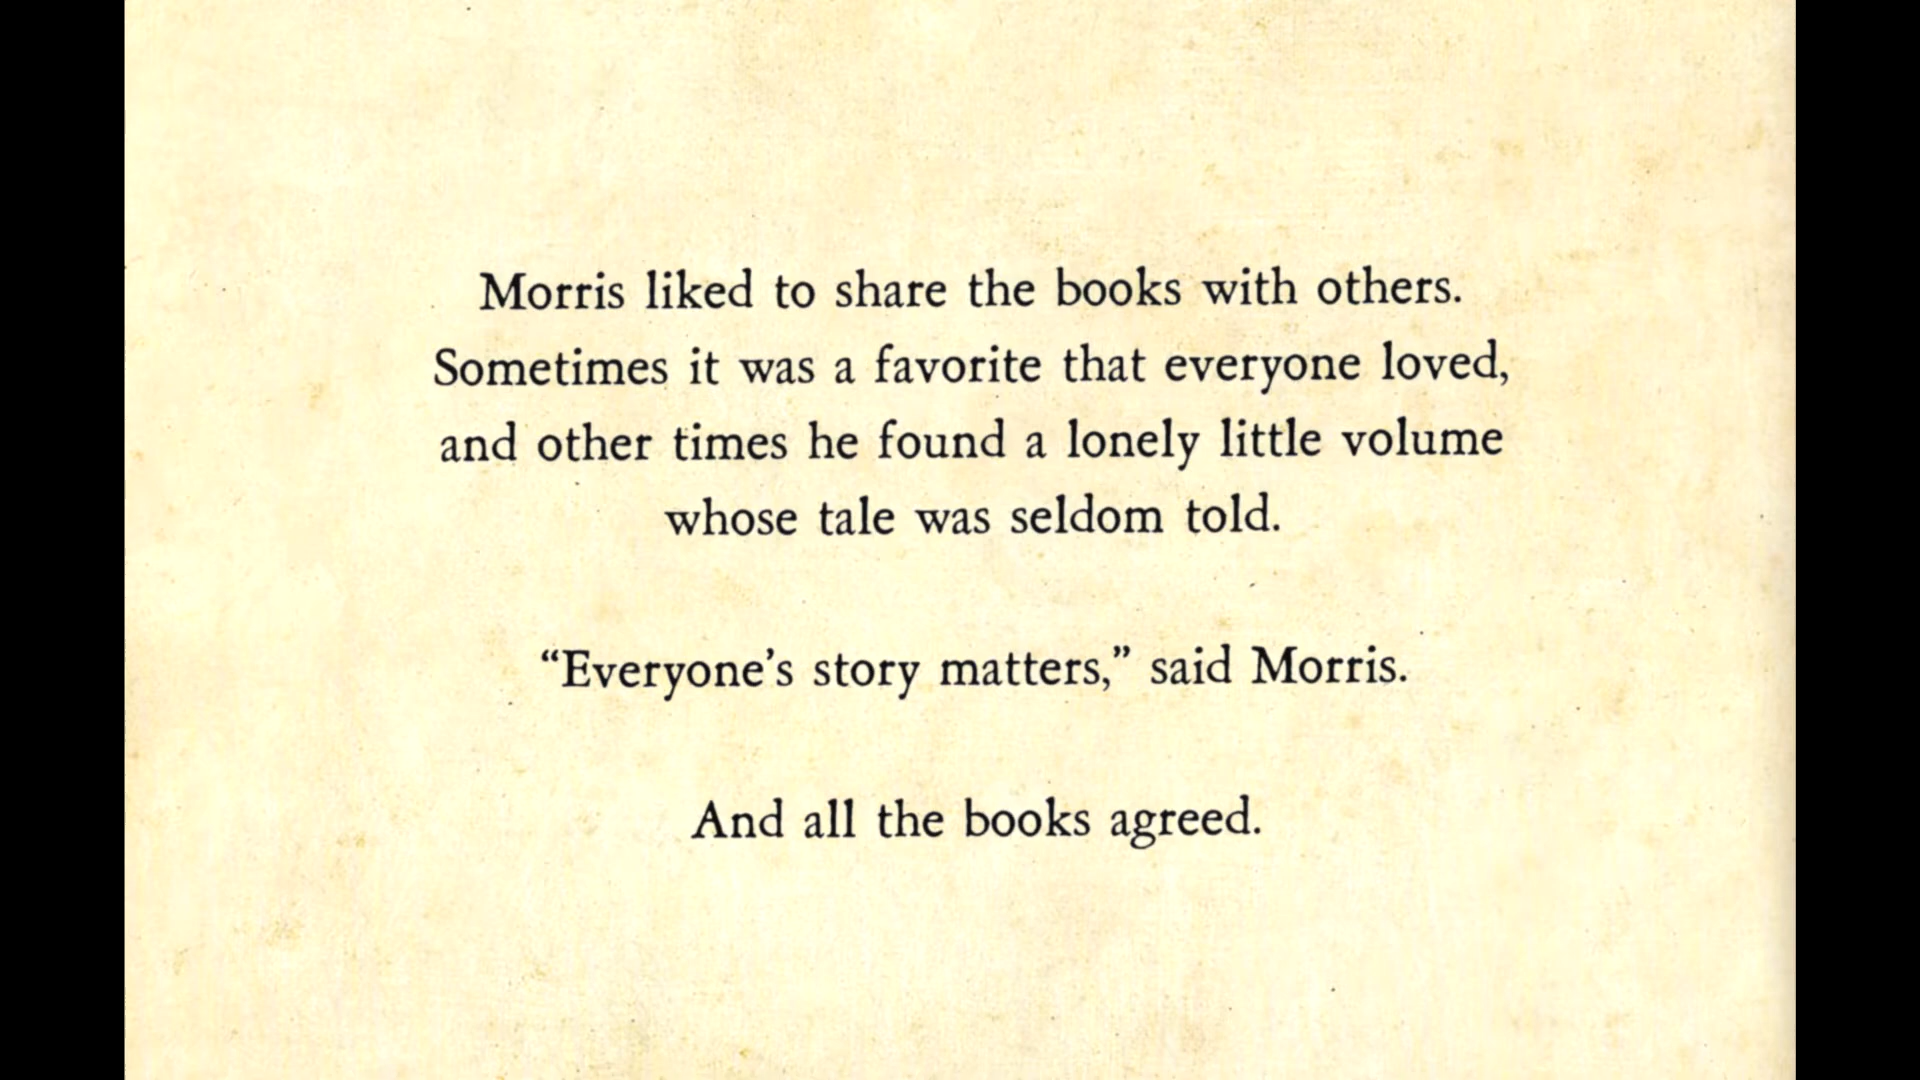 Morris liked to share the books with others.
Sometimes it was a favorite that everyone loved,
and other times he found a lonely little volume
whose tale was seldom told.
“Everyone’s story matters,” said Morris.
And all the books agreed.